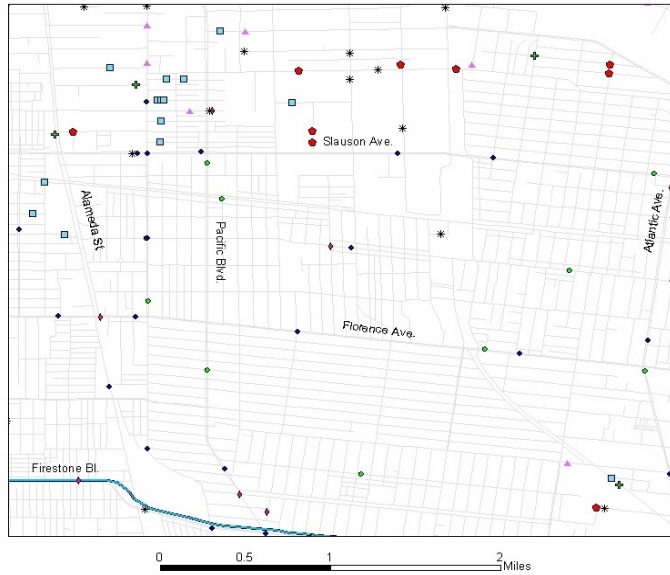 Slauson Ave.
Alameda St.
Pacific Blvd.
Atlantic Ave.
Florence Ave.
Firestone Bl.
0 0.5 1 2
Miles